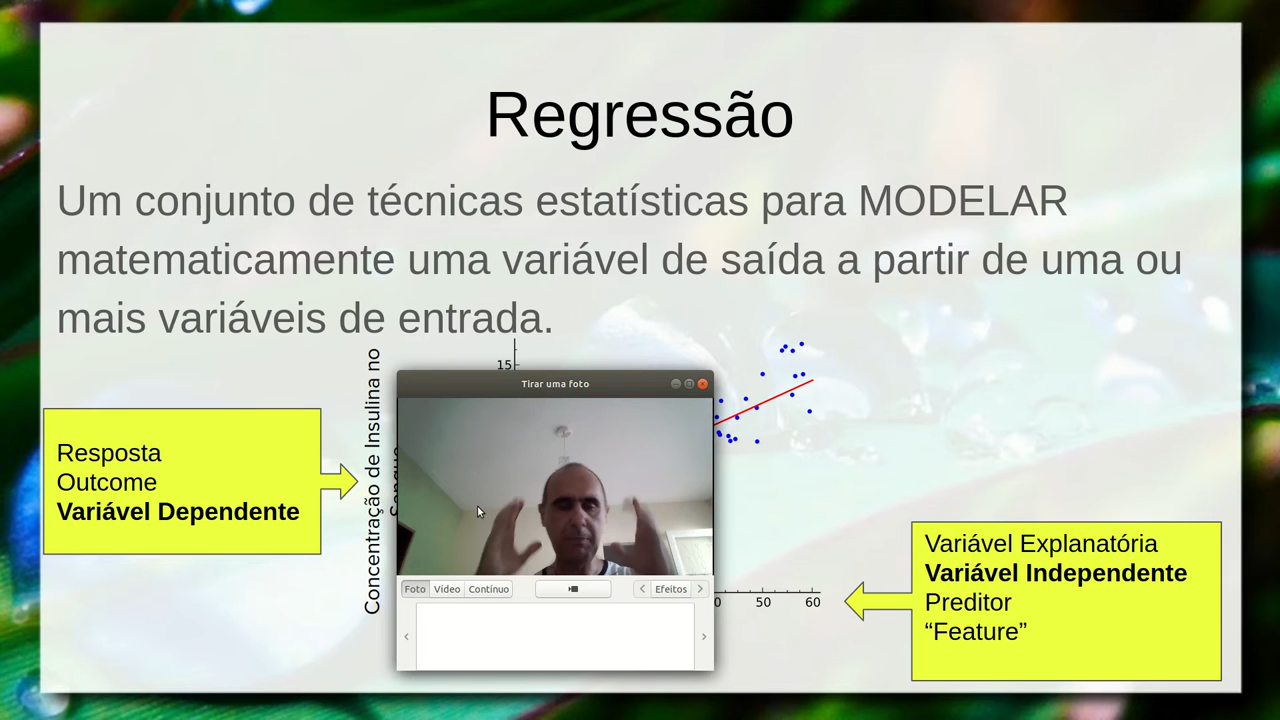 Regressão
Um conjunto de técnicas estatísticas para MODELAR
matematicamente uma variável de saída a partir de uma ou
mais variáveis de entrada.
Concentração de Insulina no
Sangue
15
Resposta
Outcome
Variável Dependente
Tirar uma foto
Foto Vídeo Contínuo Efeitos
0 50 60
Variável Explanatória
Variável Independente
Preditor
“Feature”